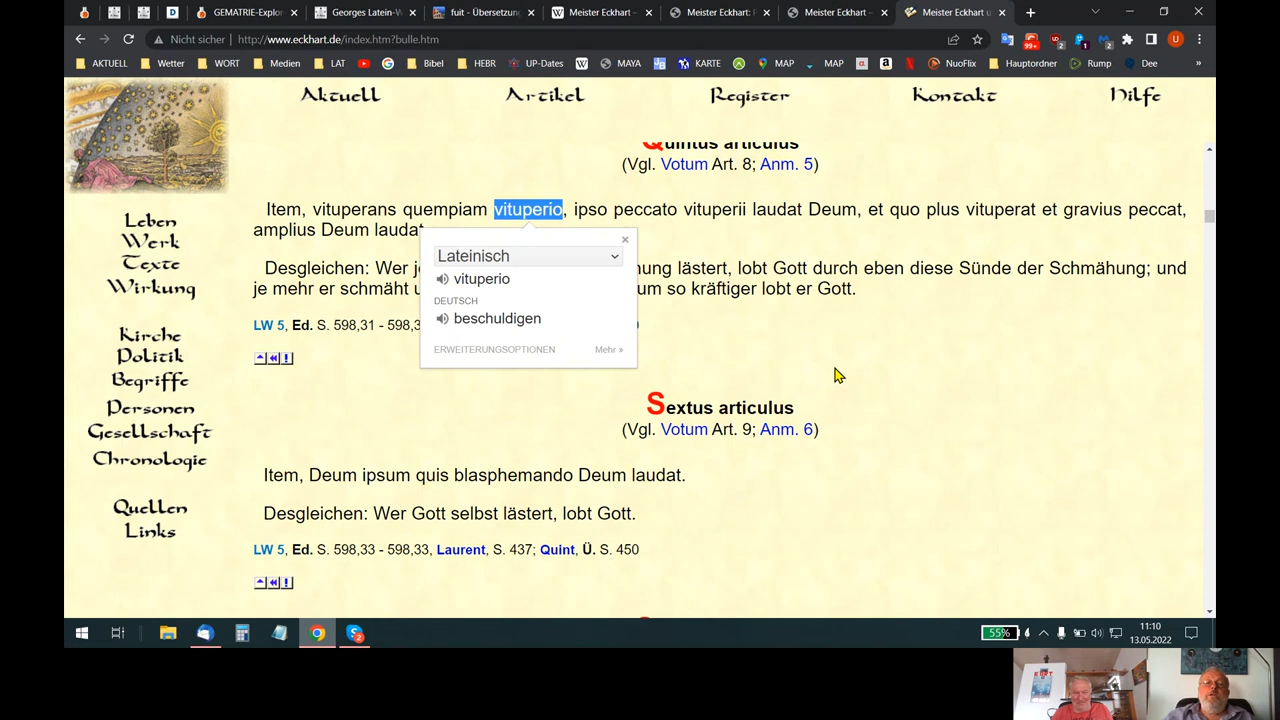 GEMATRIE-Explor
Georges Latein-W
fuit - Übersetzung
Meister Eckhart –
Meister Eckhart: F
Meister Eckhart –
Meister Eckhart u
Nicht sicher | http://www.eckhart.de/index.htm?bulle.htm
AKTUELL Wetter WORT Medien LAT Bibel HEBR UP-Dates MAYA KARTE MAP MAP NuoFlix Hauptordner Rump Dee »
Aktuell Artikel Register Kontakt Hilfe
Leben
Werk
Texte
Wirkung
Kirche
Politik
Begriffe
Personen
Gesellschaft
Chronologie
Quellen
Links
Quintus articulus
(Vgl. Votum Art. 8; Anm. 5)
Item, vituperans quempiam vituperio, ipso peccato vituperii laudat Deum, et quo plus vituperat et gravius peccat,
amplius Deum laudat
Desgleichen: Wer j ung lästert, lobt Gott durch eben diese Sünde der Schmähung; und
je mehr er schmäht u um so kräftiger lobt er Gott.
LW 5, Ed. S. 598,31 - 598,3
Lateinisch
vituperio
DEUTSCH
beschuldigen
ERWEITERUNGSOPTIONEN Mehr »
Sextus articulus
(Vgl. Votum Art. 9; Anm. 6)
Item, Deum ipsum quis blasphemando Deum laudat.
Desgleichen: Wer Gott selbst lästert, lobt Gott.
LW 5, Ed. S. 598,33 - 598,33, Laurent, S. 437; Quint, Ü. S. 450
55%
11:10
13.05.2022